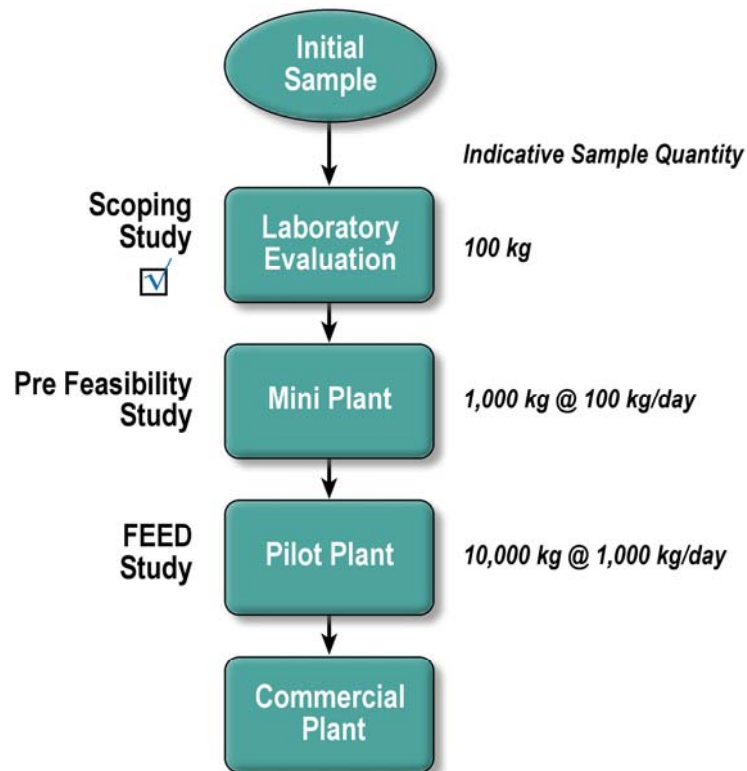 Initial
Sample
Indicative Sample Quantity
Scoping
Study
Laboratory
Evaluation
100 kg
Pre Feasibility
Study
Mini Plant
1,000 kg @ 100 kg/day
FEED
Study
Pilot Plant
10,000 kg @ 1,000 kg/day
Commercial
Plant